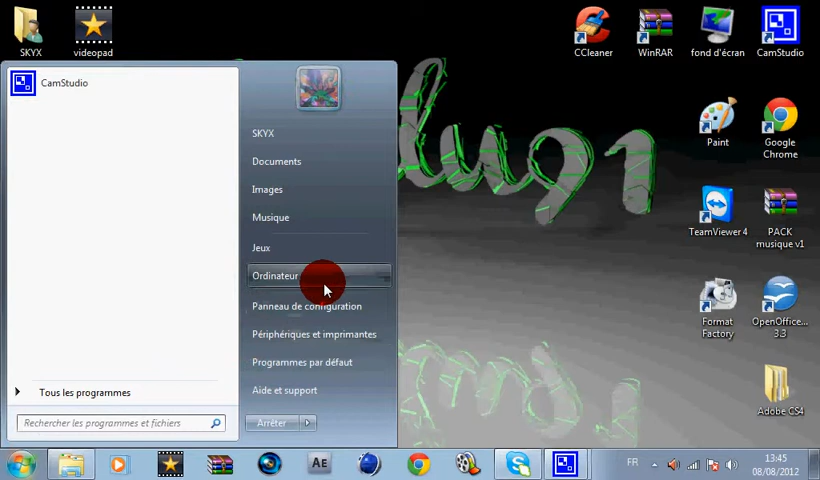 SKYX
videopad
CCleaner
WinRAR
fond d'écran
CamStudio
CamStudio
SKYX
Documents
Images
Musique
Jeux
Ordinateur
Panneau de configuration
Périphériques et imprimantes
Programmes par défaut
Aide et support
Tous les programmes
Rechercher les programmes et fichiers
Arrêter
Paint
Google
Chrome
TeamViewer 4
PACK
musique v1
Format
Factory
OpenOffice...
3.3
Adobe CS4
Ae
FR
13:45
08/08/2012